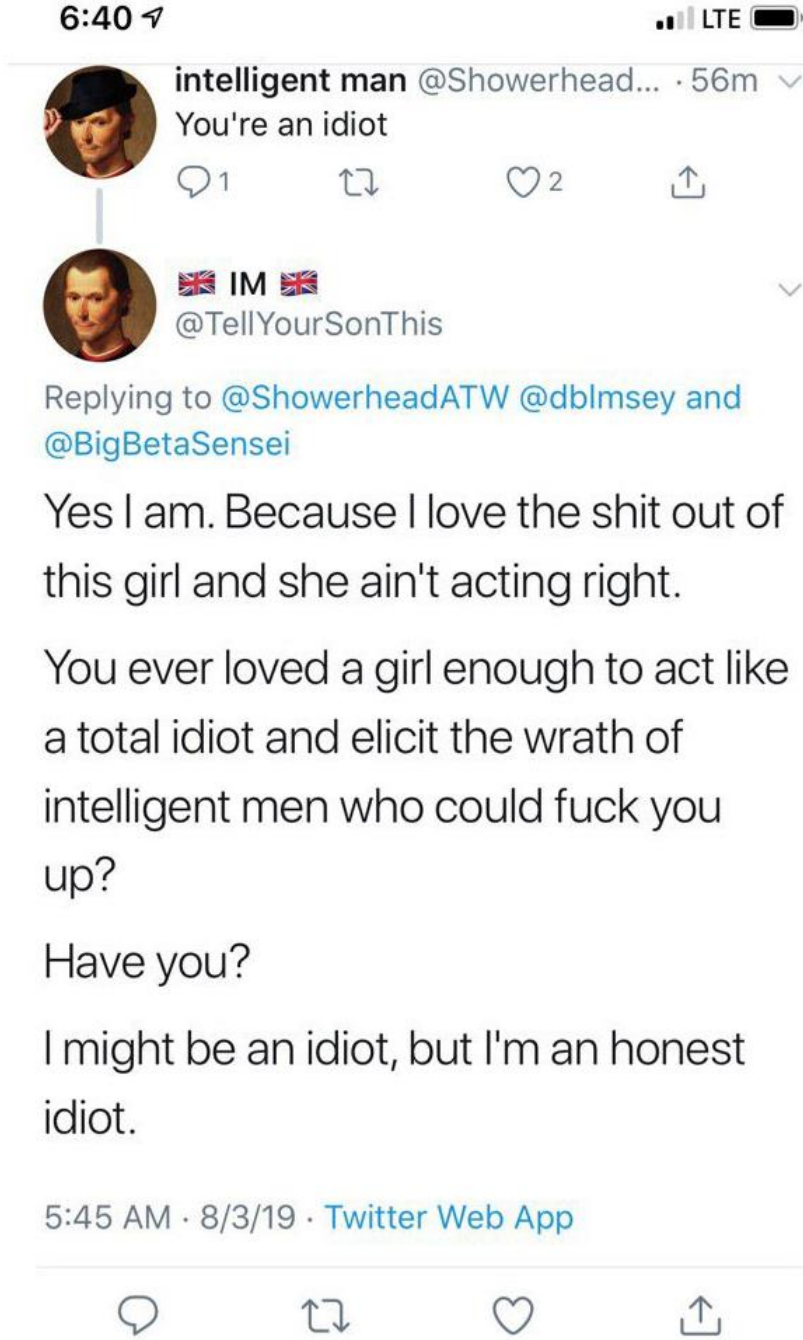 6:40 LTE
intelligent man @Showerhead... · 56m
You're an idiot
1 2
🇬🇧 IM 🇬🇧
@TellYourSonThis
Replying to @ShowerheadATW @dblmsey and
@BigBetaSensei
Yes I am. Because I love the shit out of
this girl and she ain't acting right.
You ever loved a girl enough to act like
a total idiot and elicit the wrath of
intelligent men who could fuck you
up?
Have you?
I might be an idiot, but I'm an honest
idiot.
5:45 AM · 8/3/19 · Twitter Web App